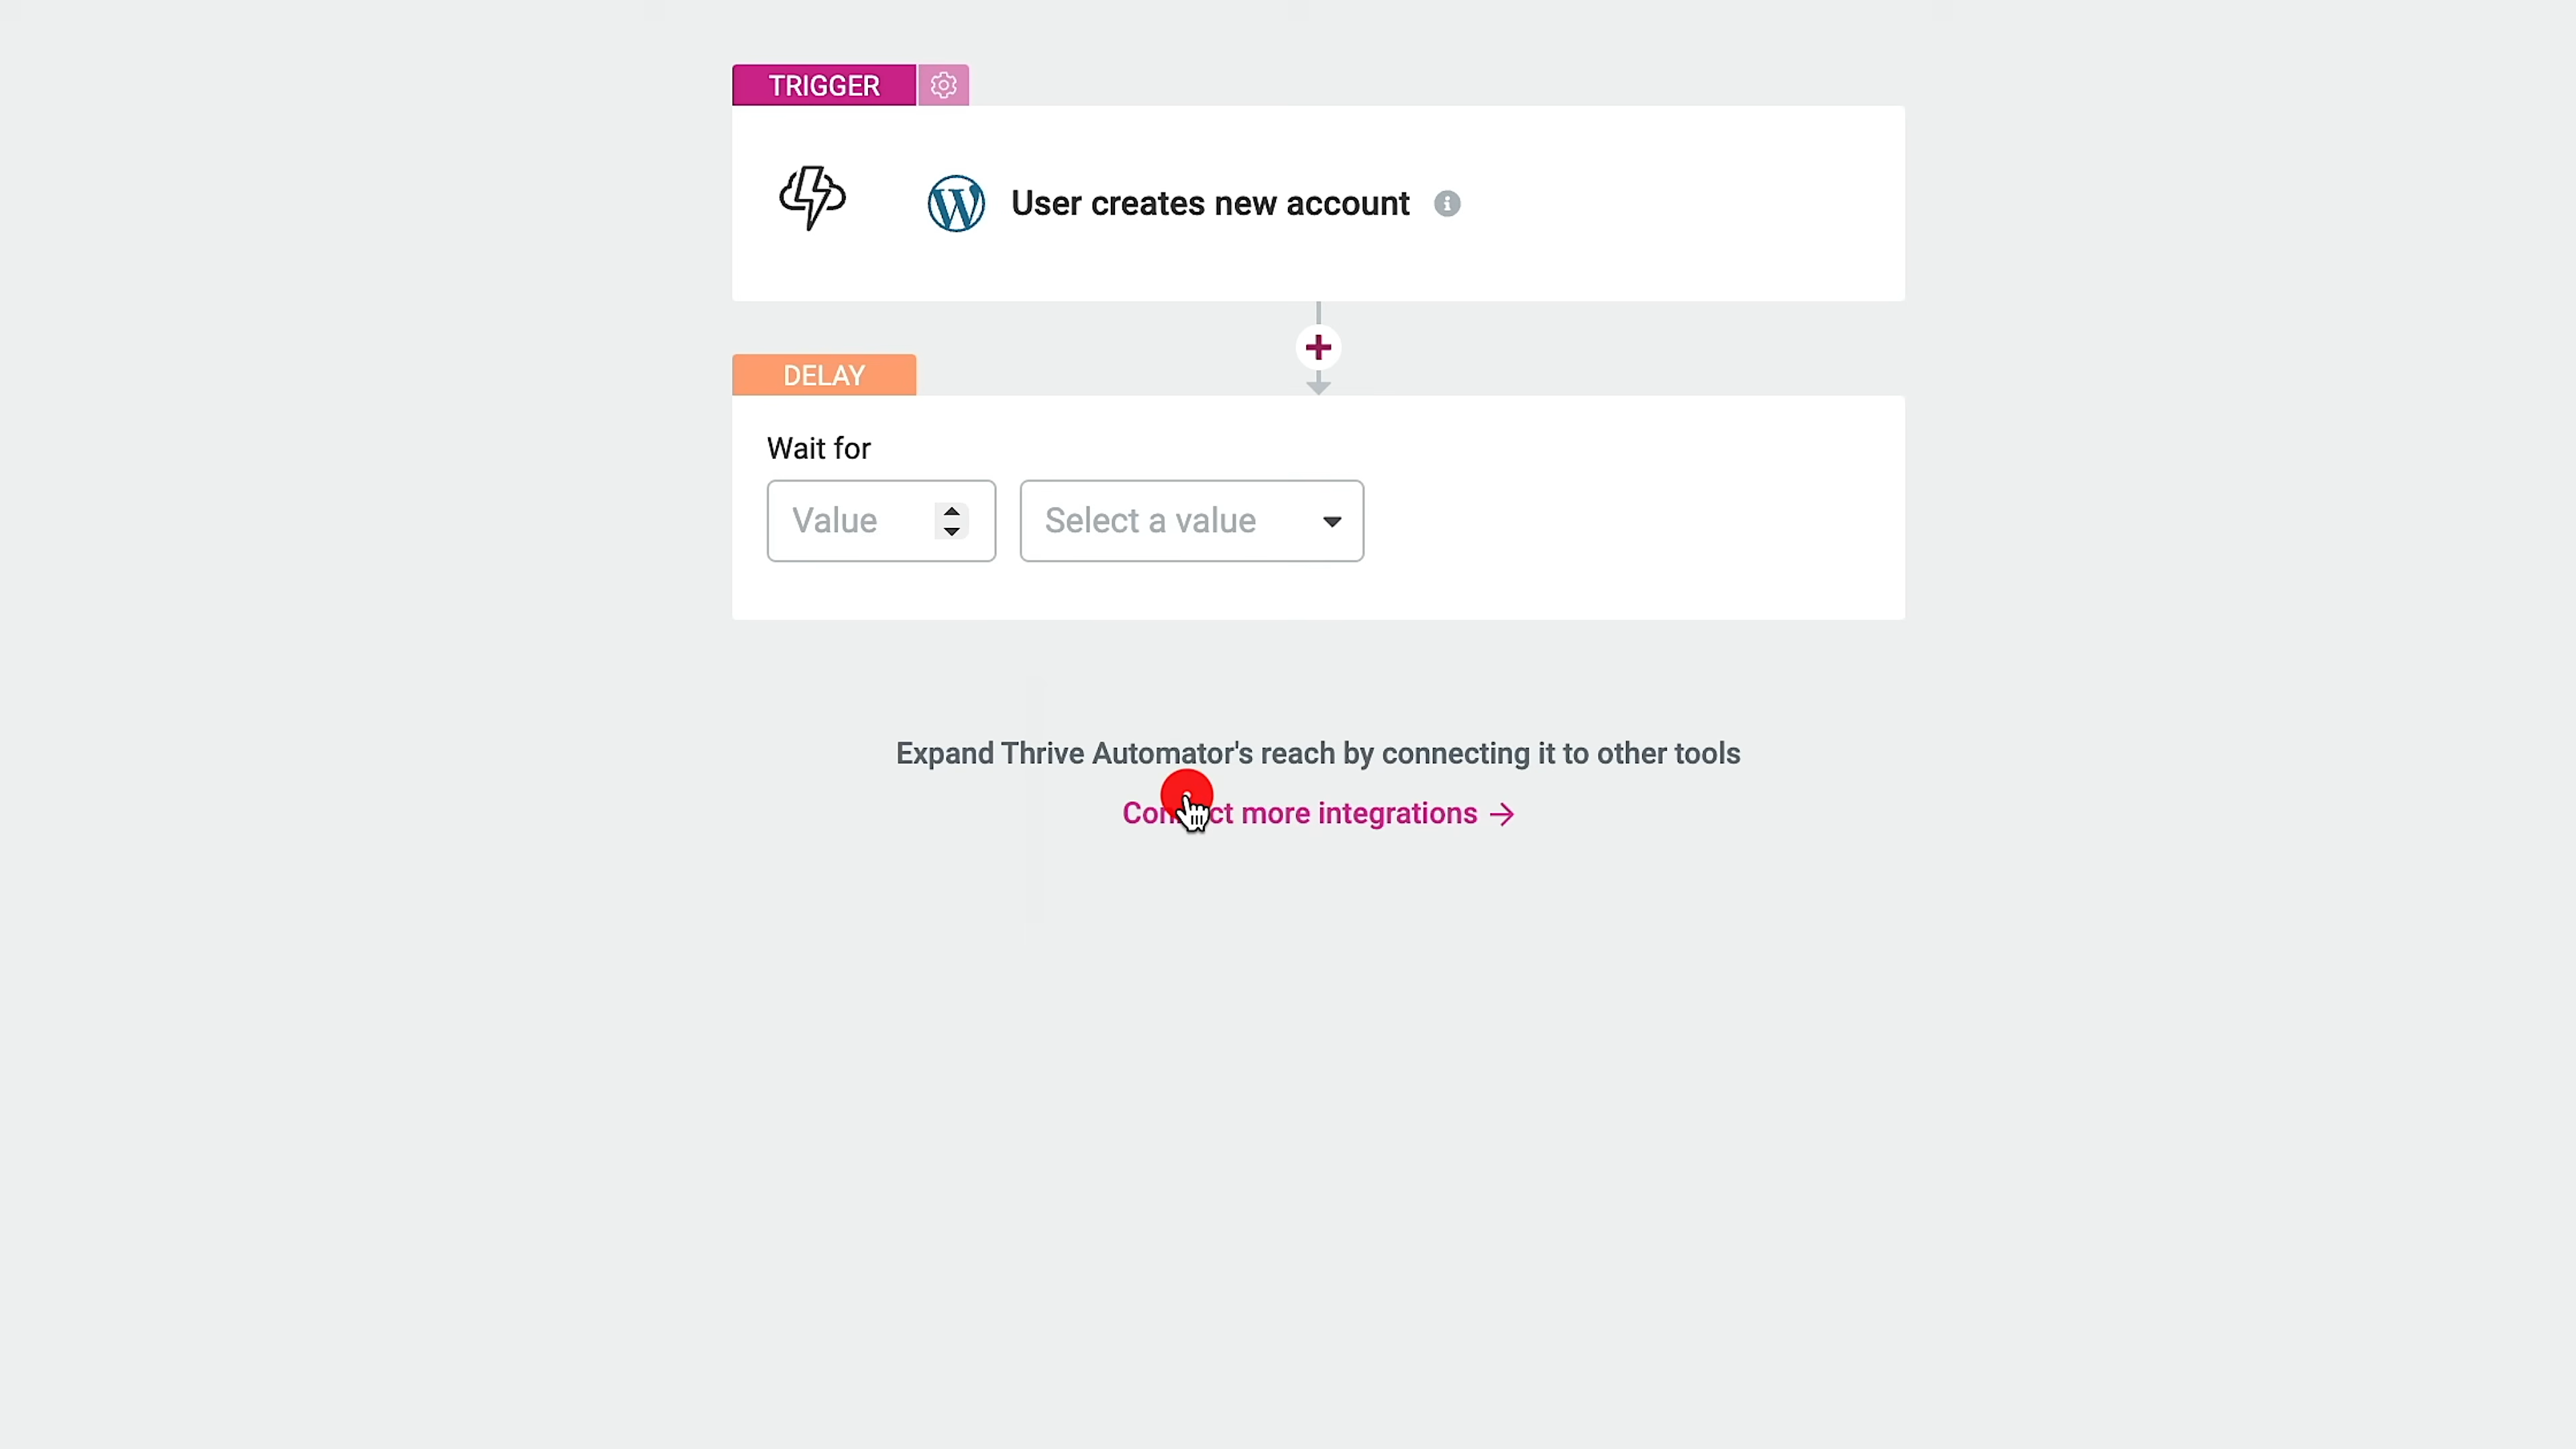 TRIGGER
User creates new account
DELAY
Wait for
Value
Select a value
Expand Thrive Automator's reach by connecting it to other tools
more integrations →